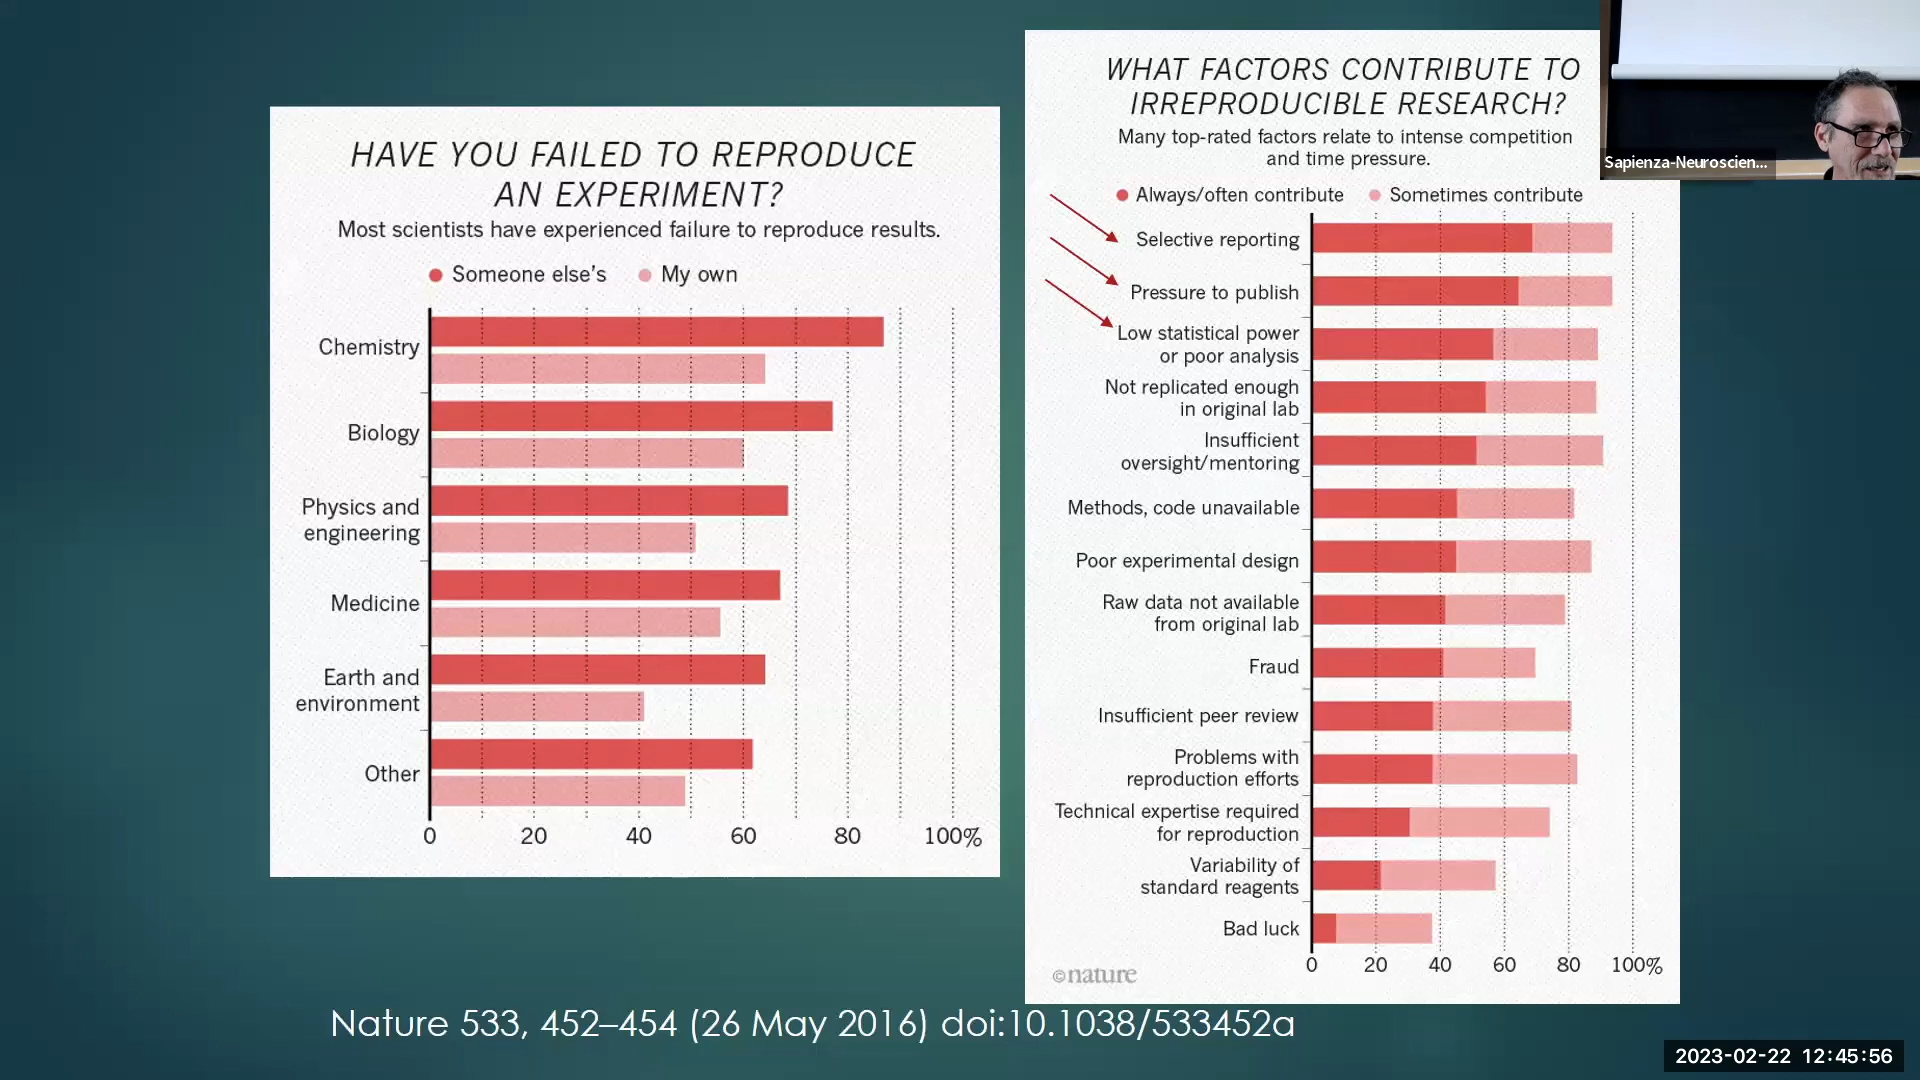 HAVE YOU FAILED TO REPRODUCE
AN EXPERIMENT?
Most scientists have experienced failure to reproduce results.
Someone else's My own
Chemistry
Biology
Physics and
engineering
Medicine
Earth and
environment
Other
0 20 40 60 80 100%
WHAT FACTORS CONTRIBUTE TO
IRREPRODUCIBLE RESEARCH?
Many top-rated factors relate to intense competition
and time pressure.
Always/often contribute Sometimes contribute
Selective reporting
Pressure to publish
Low statistical power
or poor analysis
Not replicated enough
in original lab
Insufficient
oversight/mentoring
Methods, code unavailable
Poor experimental design
Raw data not available
from original lab
Fraud
Insufficient peer review
Problems with
reproduction efforts
Technical expertise required
for reproduction
Variability of
standard reagents
Bad luck
0 20 40 60 80 100%
©nature
Sapienza-Neuroscien...
Nature 533, 452–454 (26 May 2016) doi:10.1038/533452a
2023-02-22 12:45:56